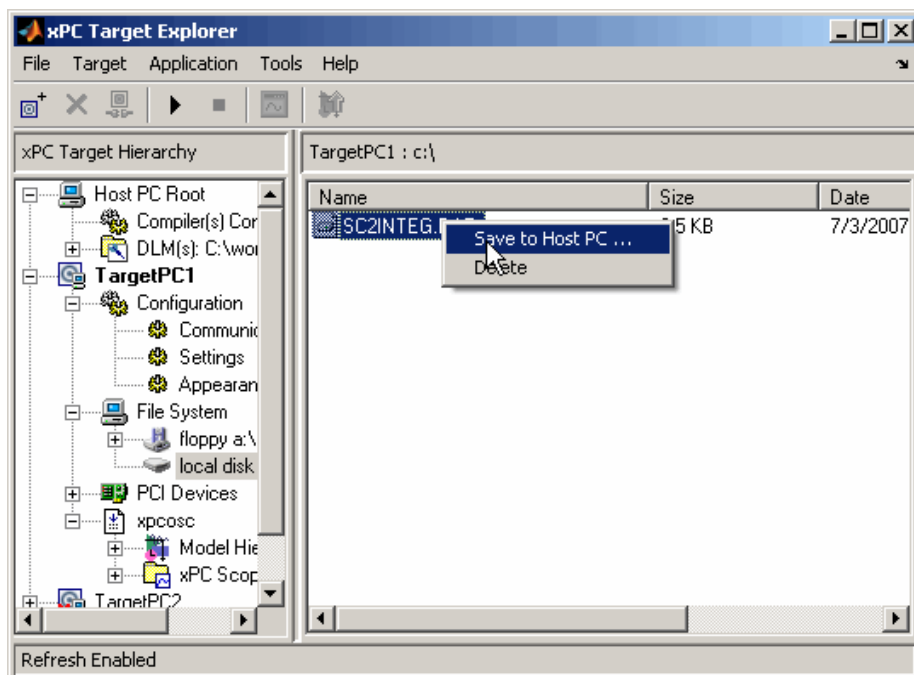 xPC Target Explorer
File Target Application Tools Help
xPC Target Hierarchy
TargetPC1 : c:\
Host PC Root
Compiler(s) Cor
DLM(s): C:\wor
TargetPC1
Configuration
Communic
Settings
Appearan
File System
floppy a:\
local disk
PCI Devices
xpcosc
Model Hie
xPC Scop
TargetPC2
Name Size Date
SC2INTEG. 5 KB 7/3/2007
Save to Host PC ...
Delete
Refresh Enabled